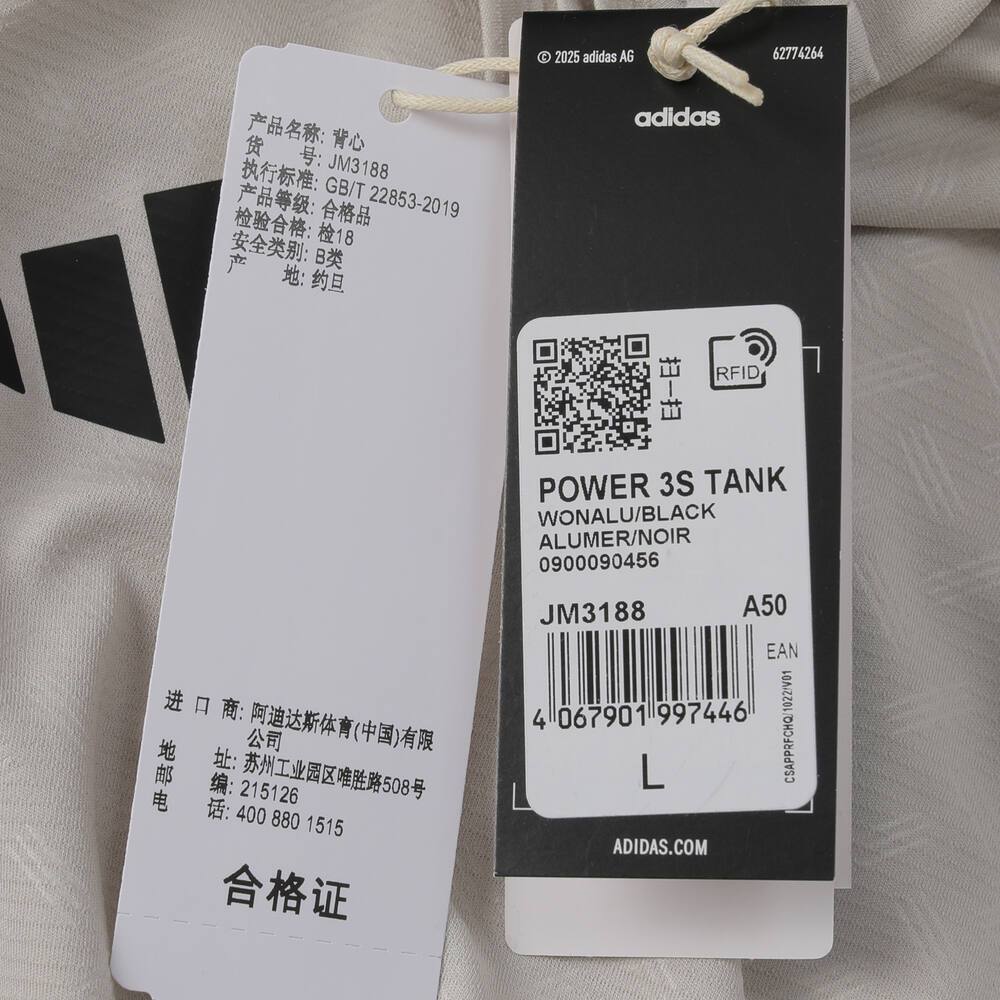 产品名称: 背心
货 号: JM3188
执行标准: GB/T 22853-2019
产品等级: 合格品
检验合格: 检18
安全类别: B类
产 地: 约旦
进 口 商: 阿迪达斯体育(中国)有限
公司
地 址: 苏州工业园区唯胜路508号
邮 编: 215126
电 话: 400 880 1515
合格证
© 2025 adidas AG
62774264
adidas
扫一扫
RFID
POWER 3S TANK
WONALU/BLACK
ALUMER/NOIR
0900090456
JM3188 A50
EAN
4 067901 997446
CSAPPRFCHQ/1022/V01
L
ADIDAS.COM